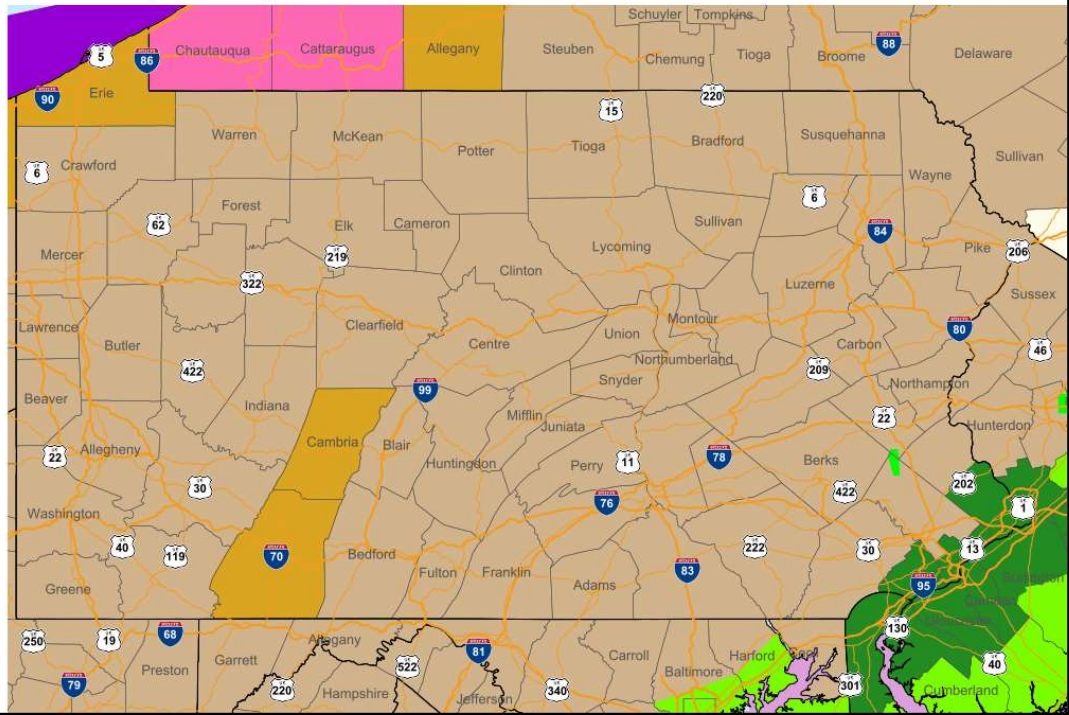 Schuyler Tompkins
5
86
Chautauqua
Cattaraugus
Allegany
Steuben
Chemung
Tioga
Broome
88
Delaware
90
Erie
15
220
Warren
McKean
Potter
Tioga
Bradford
Susquehanna
Sullivan
6
Crawford
Wayne
62
Forest
Elk
Cameron
Sullivan
6
84
Mercer
219
322
Lycoming
Clinton
Luzerne
Pike
206
Sussex
Lawrence
Butler
Clearfield
Centre
Union
Montour
Carbon
80
46
422
Northumberland
209
Snyder
Beaver
99
Northampton
Indiana
Mifflin
Juniata
22
Hunterdon
Allegheny
22
Cambria
Blair
Huntingdon
Perry
11
78
Berks
30
422
202
1
Washington
76
40
119
70
Bedford
222
30
13
Greene
Fulton
Franklin
Adams
83
95
250
19
68
Allegany
81
Carroll
Harford
130
Preston
Garrett
522
Baltimore
40
79
220
Hampshire
Jefferson
340
301
Cumberland